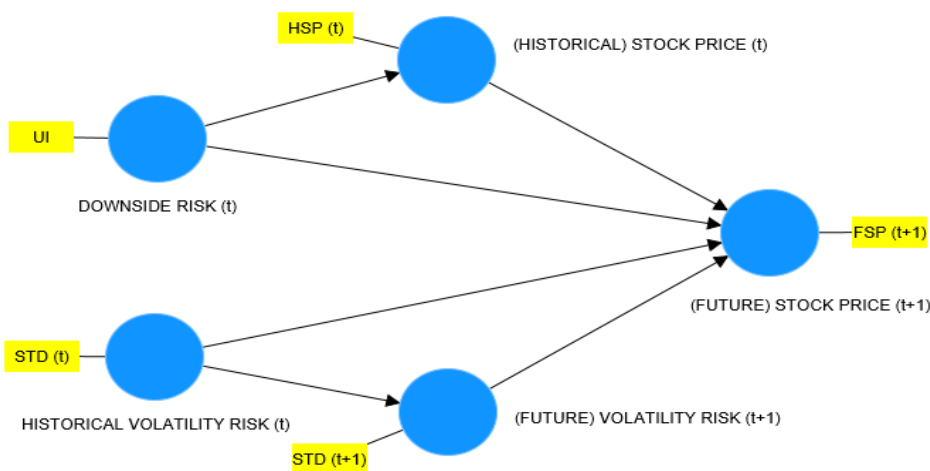 HSP (t)
(HISTORICAL) STOCK PRICE (t)
UI
DOWNSIDE RISK (t)
FSP (t+1)
(FUTURE) STOCK PRICE (t+1)
STD (t)
HISTORICAL VOLATILITY RISK (t)
(FUTURE) VOLATILITY RISK (t+1)
STD (t+1)